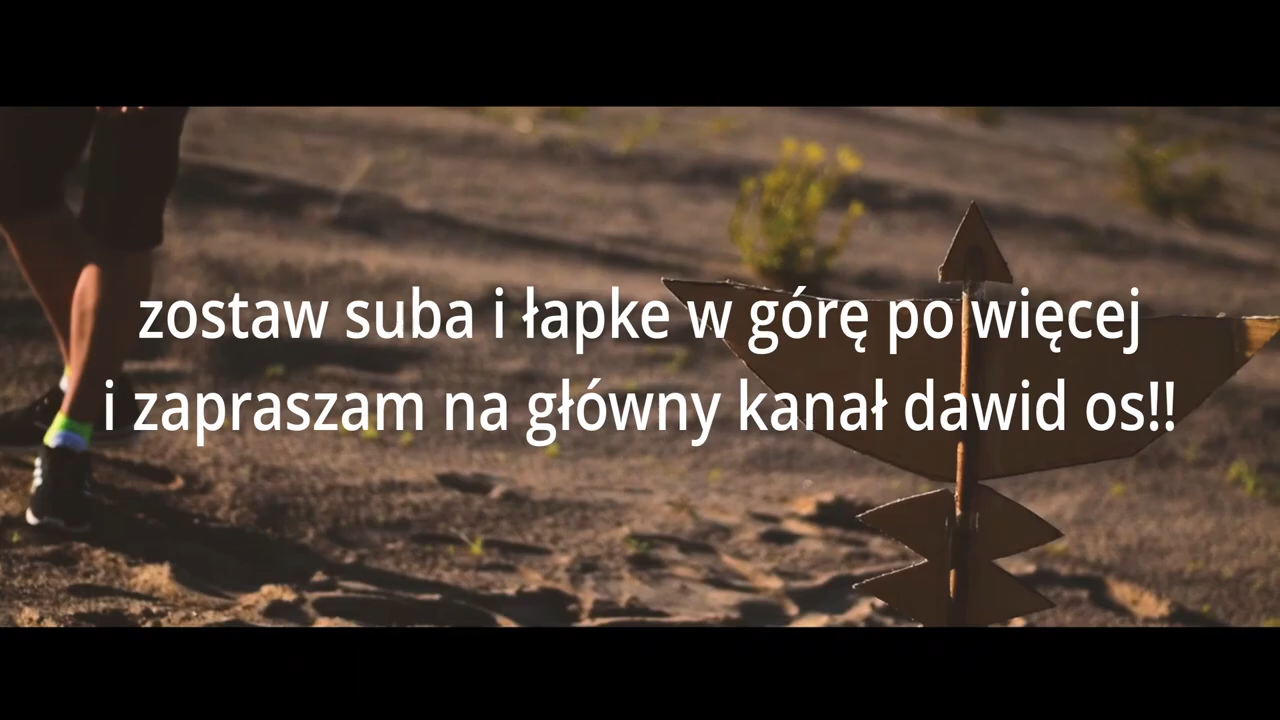 zostaw suba i łapke w górę po więcej
i zapraszam na główny kanał dawid os!!